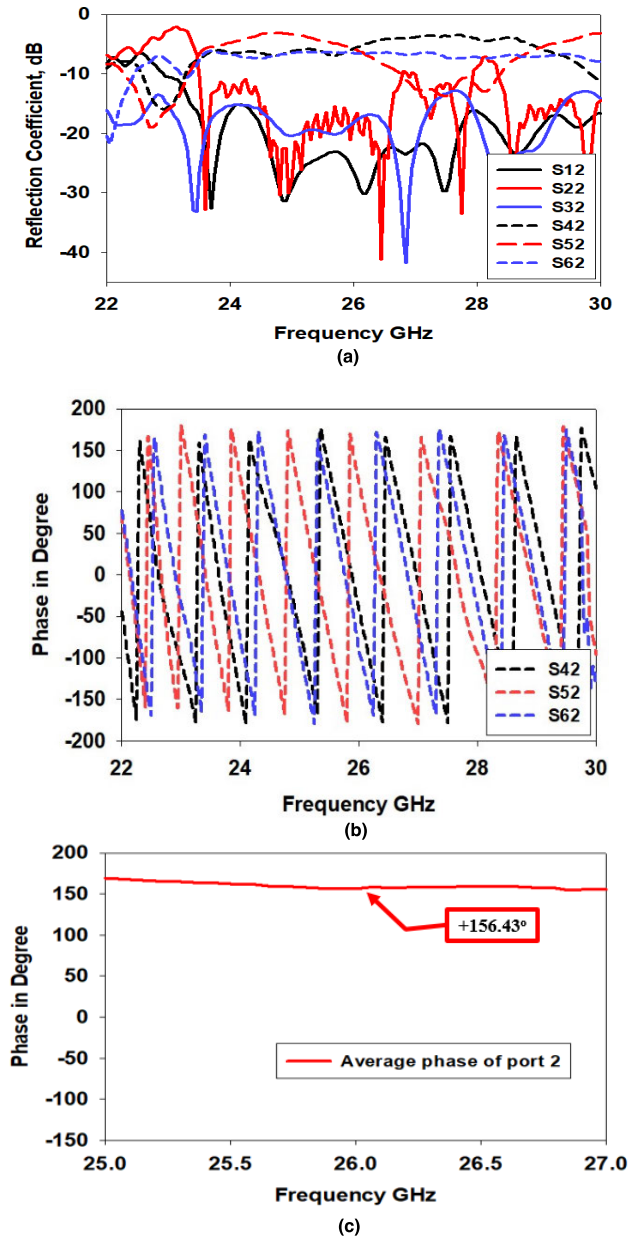 Reflection Coefficient, dB
0
-10
-20
-30
-40
S12
S22
S32
S42
S52
S62
22 24 26 28 30
Frequency GHz
(a)
Phase in Degree
200
150
100
50
0
-50
-100
-150
-200
S42
S52
S62
22 24 26 28 30
Frequency GHz
(b)
Phase in Degree
200
150
100
50
0
-50
-100
-150
+156.43°
Average phase of port 2
25.0 25.5 26.0 26.5 27.0
Frequency GHz
(c)